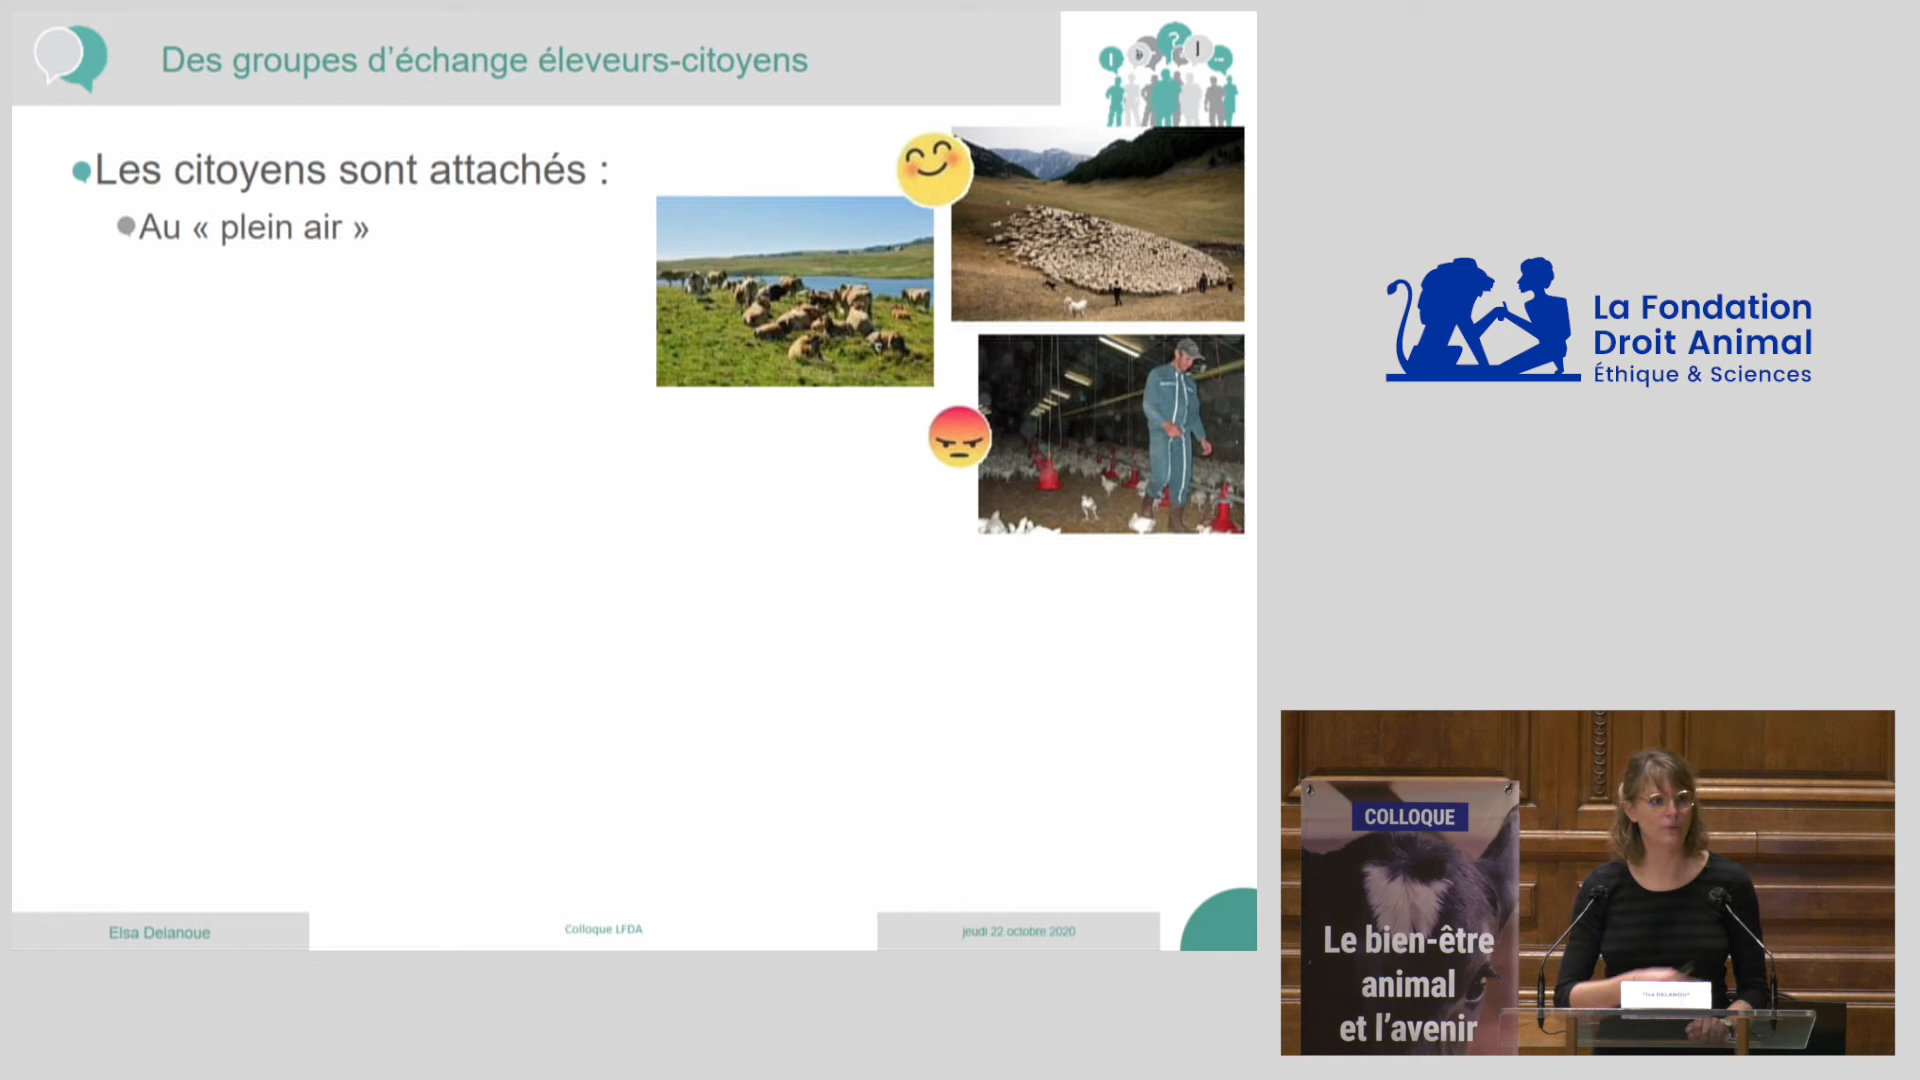 Des groupes d'échange éleveurs-citoyens
Les citoyens sont attachés :
Au « plein air »
Elsa Delanoue
Colloque LFDA
jeudi 22 octobre 2020
La Fondation
Droit Animal
Éthique & Sciences
COLLOQUE
Le bien-être
animal
et l'avenir